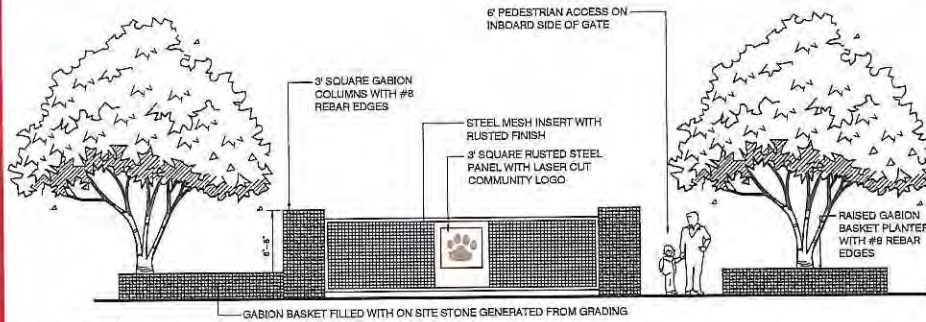 6' PEDESTRIAN ACCESS ON
INBOARD SIDE OF GATE
3' SQUARE GABION
COLUMNS WITH #8
REBAR EDGES
STEEL MESH INSERT WITH
RUSTED FINISH
3' SQUARE RUSTED STEEL
PANEL WITH LASER CUT
COMMUNITY LOGO
RAISED GABION
BASKET PLANTER
WITH #8 REBAR
EDGES
6'-8"
GABION BASKET FILLED WITH ON SITE STONE GENERATED FROM GRADING